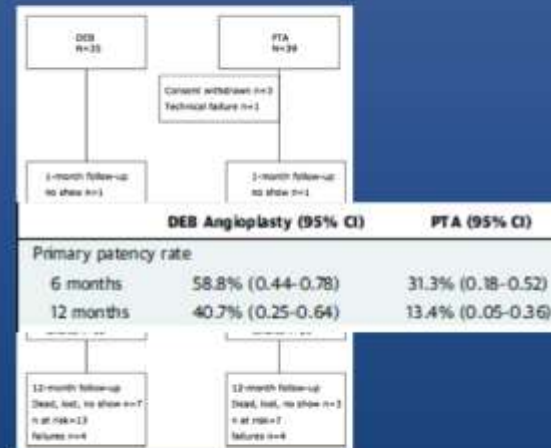 DEB
N=35
PTA
N=39
Consent withdrawn n=3
Technical failure n=1
1-month follow-up
no show n=1
1-month follow-up
no show n=1
DEB Angioplasty (95% CI) PTA (95% CI)
Primary patency rate
6 months 58.8% (0.44-0.78) 31.3% (0.18-0.52)
12 months 40.7% (0.25-0.64) 13.4% (0.05-0.36)
12-month follow-up
Dead, lost, no show n=7
n at risk=13
failures n=4
12-month follow-up
Dead, lost, no show n=3
n at risk=7
failures n=4